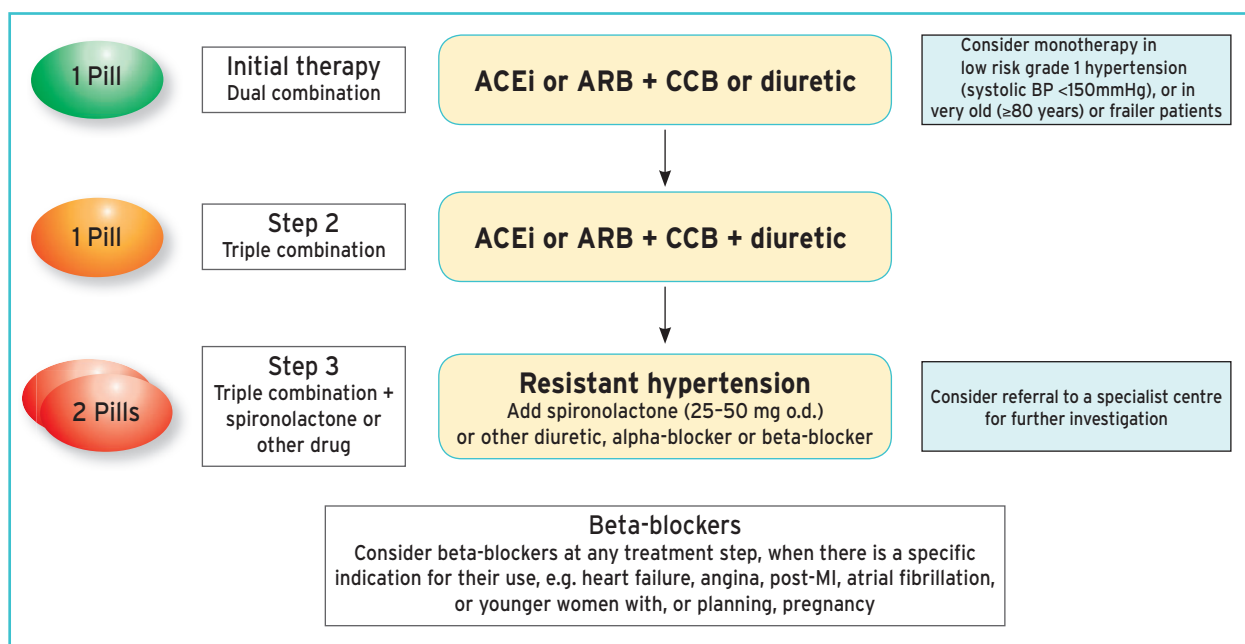 1 Pill
Initial therapy
Dual combination
ACEi or ARB + CCB or diuretic
Consider monotherapy in
low risk grade 1 hypertension
(systolic BP <150mmHg), or in
very old (≥80 years) or frailer patients
1 Pill
Step 2
Triple combination
ACEi or ARB + CCB + diuretic
2 Pills
Step 3
Triple combination +
spironolactone or
other drug
Resistant hypertension
Add spironolactone (25–50 mg o.d.)
or other diuretic, alpha-blocker or beta-blocker
Consider referral to a specialist centre
for further investigation
Beta-blockers
Consider beta-blockers at any treatment step, when there is a specific
indication for their use, e.g. heart failure, angina, post-MI, atrial fibrillation,
or younger women with, or planning, pregnancy